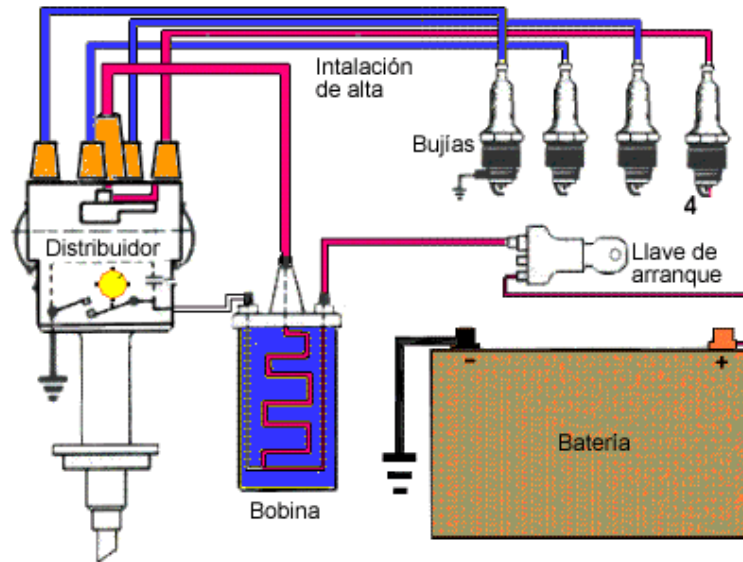 Intalación
de alta
Bujías
4
Distribuidor
Llave de
arranque
- +
Batería
Bobina